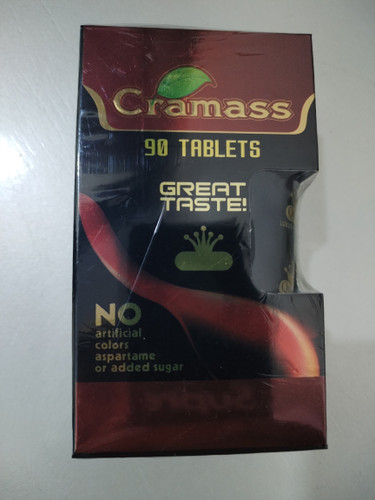 Cramass
90 TABLETS
GREAT
TASTE!
NO
artificial
colors
aspartame
or added sugar